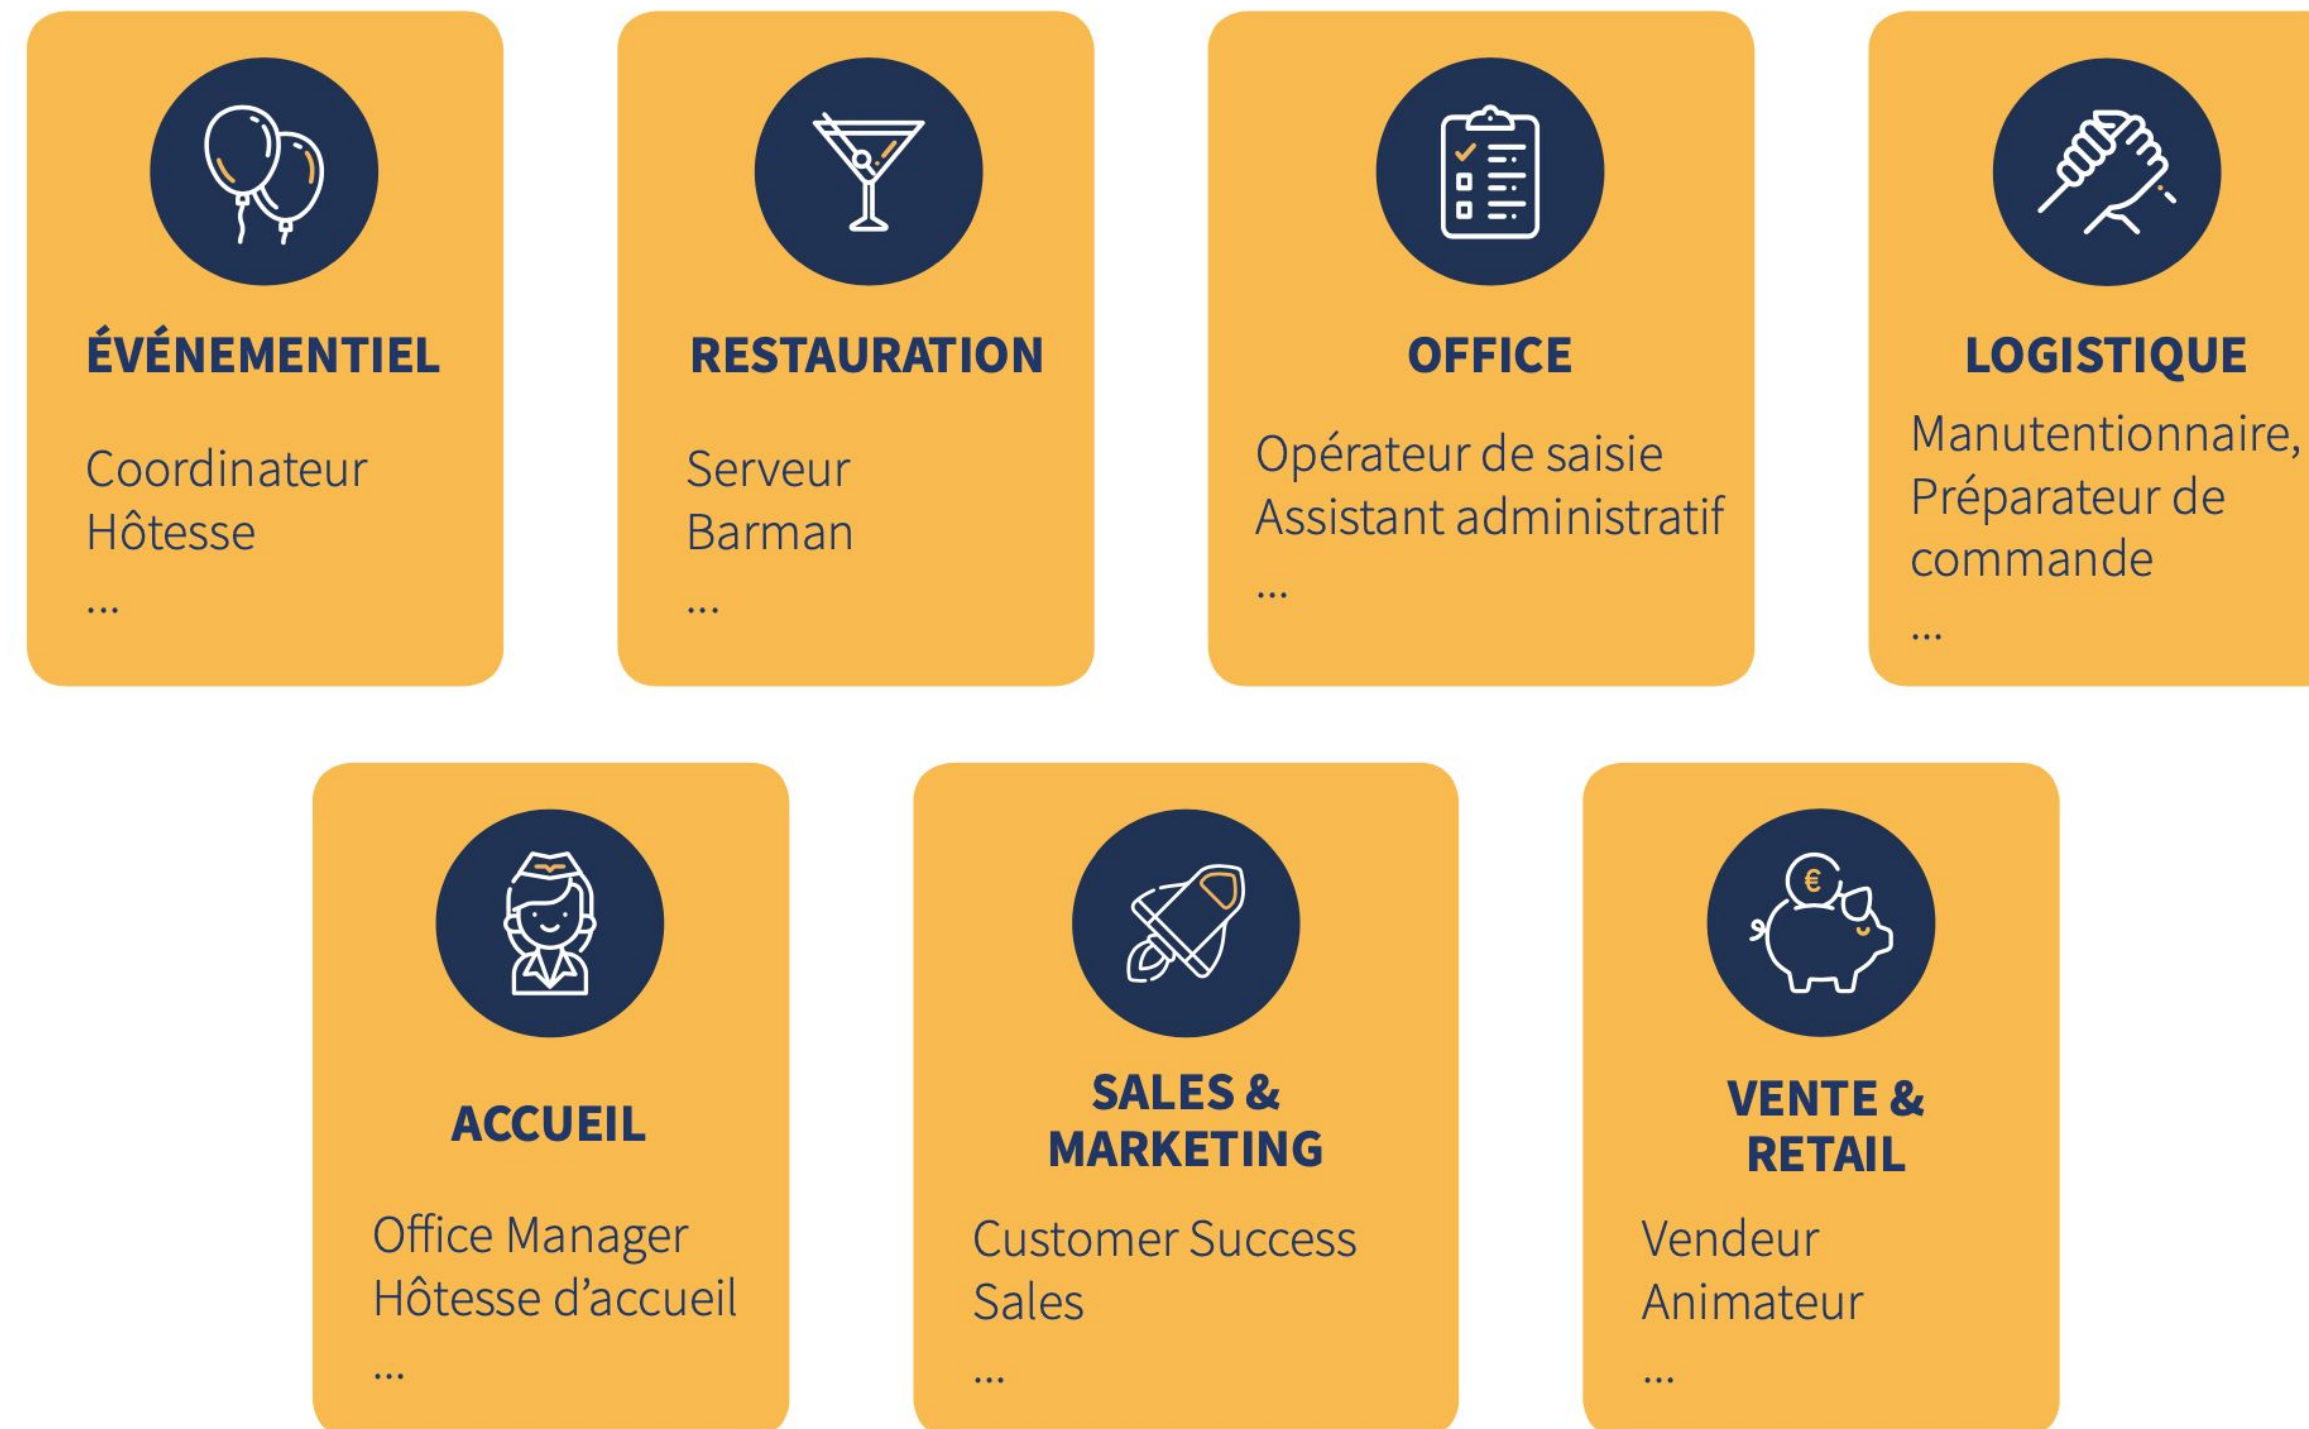 ÉVÉNEMENTIEL
Coordinateur
Hôtesse
...
RESTAURATION
Serveur
Barman
...
OFFICE
Opérateur de saisie
Assistant administratif
...
LOGISTIQUE
Manutentionnaire,
Préparateur de
commande
...
ACCUEIL
Office Manager
Hôtesse d’accueil
...
SALES &
MARKETING
Customer Success
Sales
...
VENTE &
RETAIL
€
Vendeur
Animateur
...